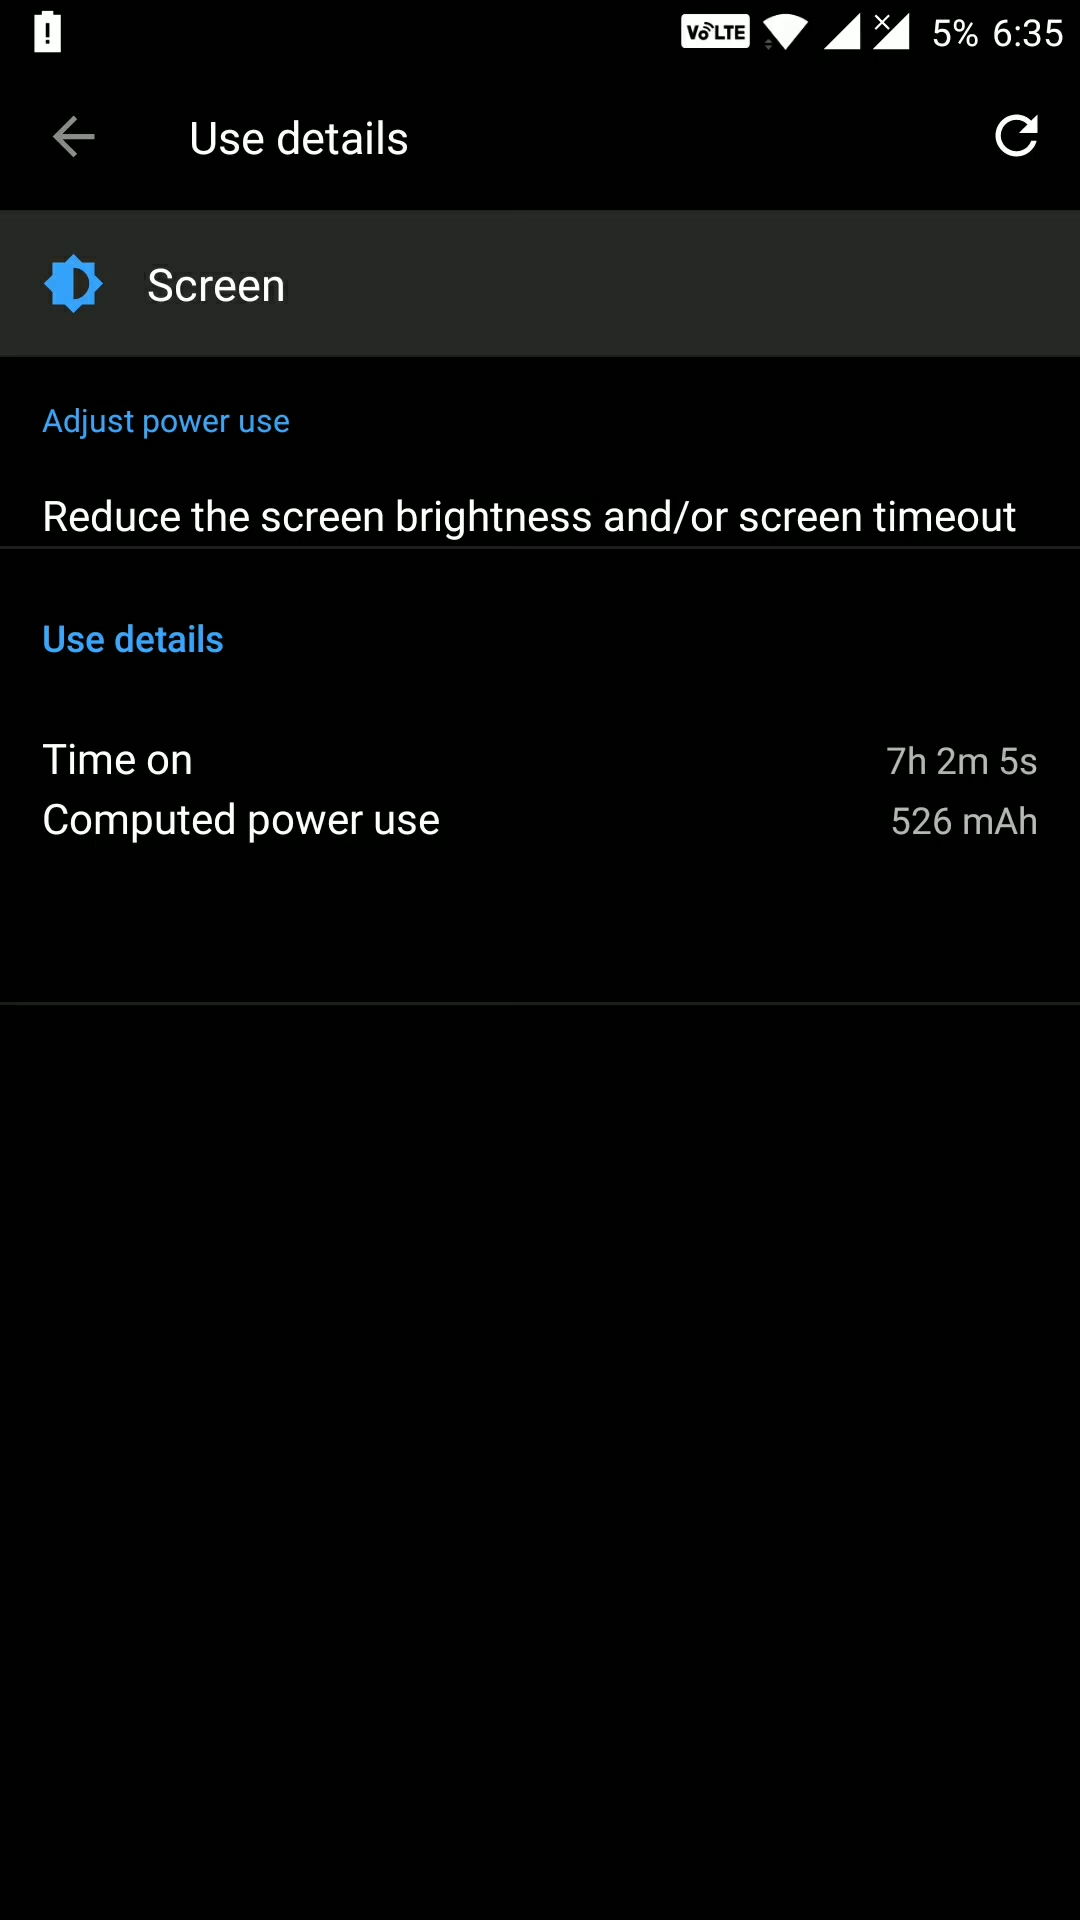 VoLTE 5% 6:35
Use details
Screen
Adjust power use
Reduce the screen brightness and/or screen timeout
Use details
Time on 7h 2m 5s
Computed power use 526 mAh